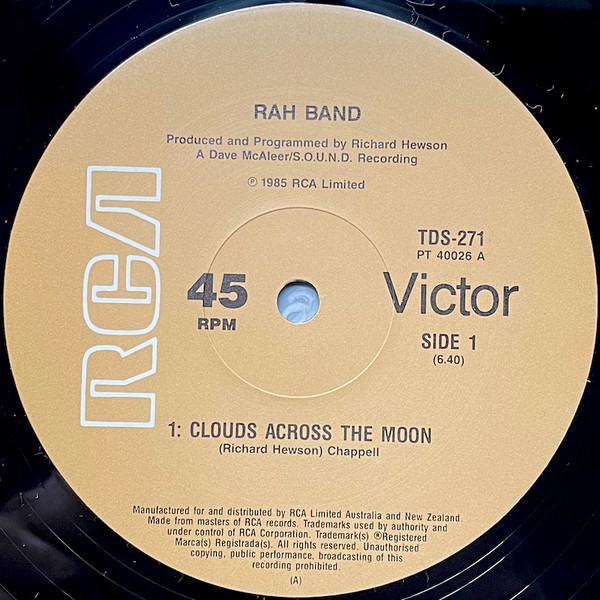 RAH BAND
Produced and Programmed by Richard Hewson
A Dave McAleer/S.O.U.N.D. Recording
℗ 1985 RCA Limited
RCA
TDS-271
PT 40026 A
45
RPM
Victor
SIDE 1
(6.40)
1: CLOUDS ACROSS THE MOON
(Richard Hewson) Chappell
Manufactured for and distributed by RCA Limited Australia and New Zealand.
Made from masters of RCA records. Trademarks used by authority and
under control of RCA Corporation. Trademark(s) ®Registered
Marca(s) Registrada(s). All rights reserved. Unauthorised
copying, public performance, broadcasting of this
recording prohibited.
(A)